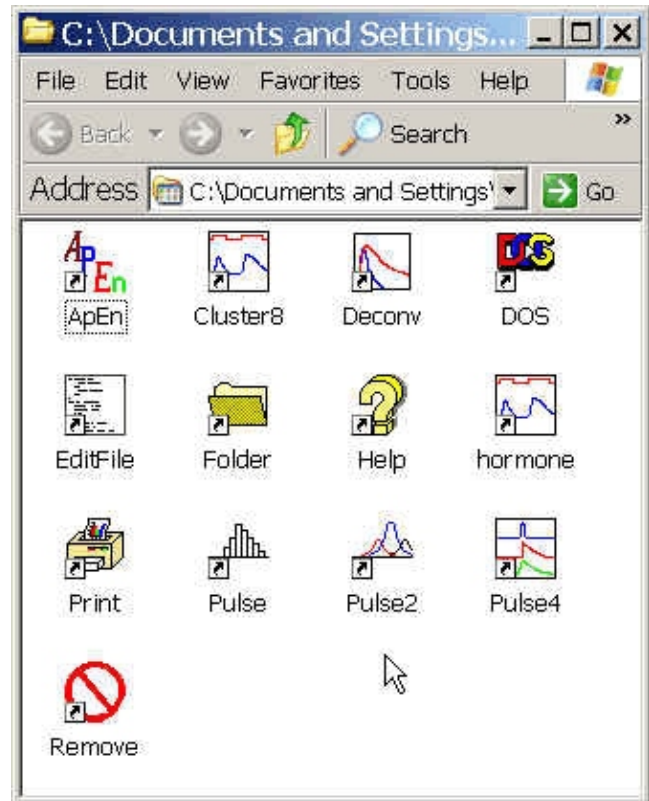 C:\Documents and Settings...
File Edit View Favorites Tools Help
Back Search »
Address C:\Documents and Settings\ Go
ApEn Cluster8 Deconv DOS
EditFile Folder Help hormone
Print Pulse Pulse2 Pulse4
Remove